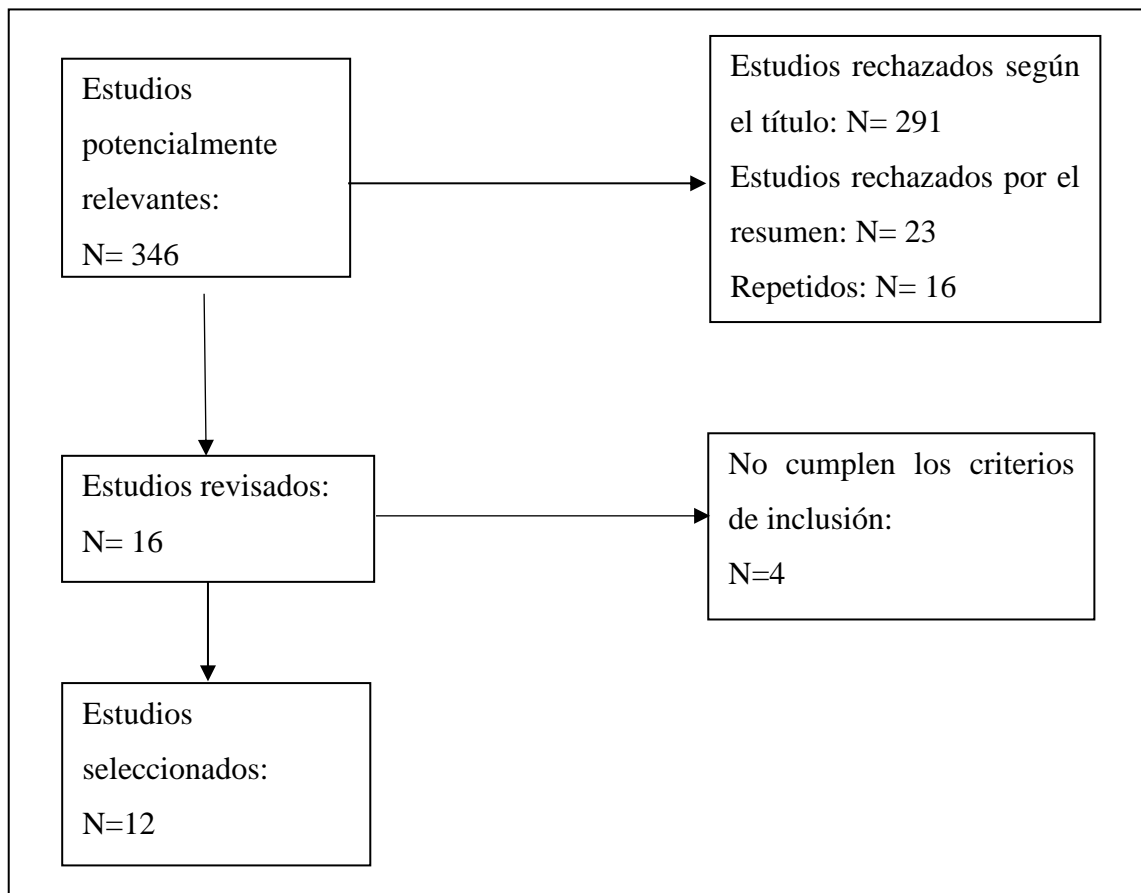 Estudios
potencialmente
relevantes:
N= 346
Estudios rechazados según
el título: N= 291
Estudios rechazados por el
resumen: N= 23
Repetidos: N= 16
Estudios revisados:
N= 16
No cumplen los criterios
de inclusión:
N=4
Estudios
seleccionados:
N=12